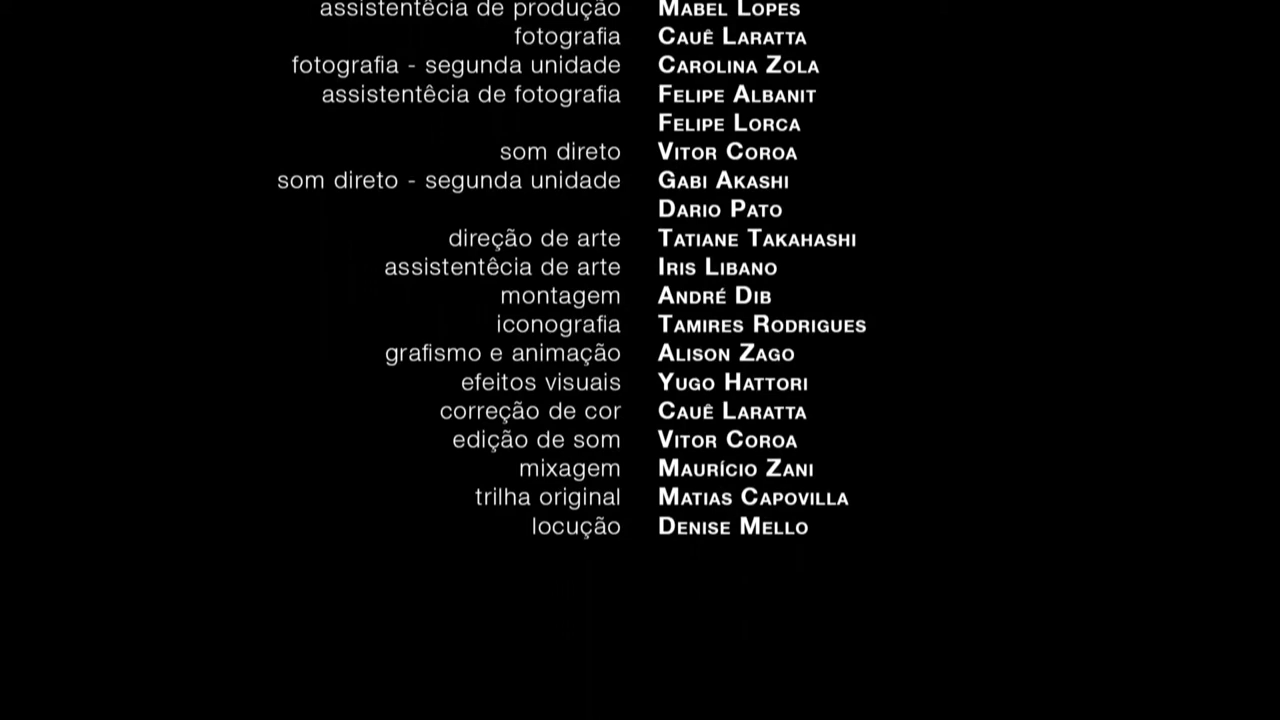 assistentêcia de produção Mabel Lopes
fotografia Cauê Laratta
fotografia - segunda unidade Carolina Zola
assistentêcia de fotografia Felipe Albanit
Felipe Lorca
som direto Vitor Coroa
som direto - segunda unidade Gabi Akashi
Dario Pato
direção de arte Tatiane Takahashi
assistentêcia de arte Iris Libano
montagem André Dib
iconografia Tamires Rodrigues
grafismo e animação Alison Zago
efeitos visuais Yugo Hattori
correção de cor Cauê Laratta
edição de som Vitor Coroa
mixagem Maurício Zani
trilha original Matias Capovilla
locução Denise Mello